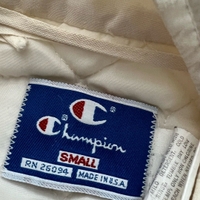 Champion
SMALL
RN 26094
MADE IN U.S.A.